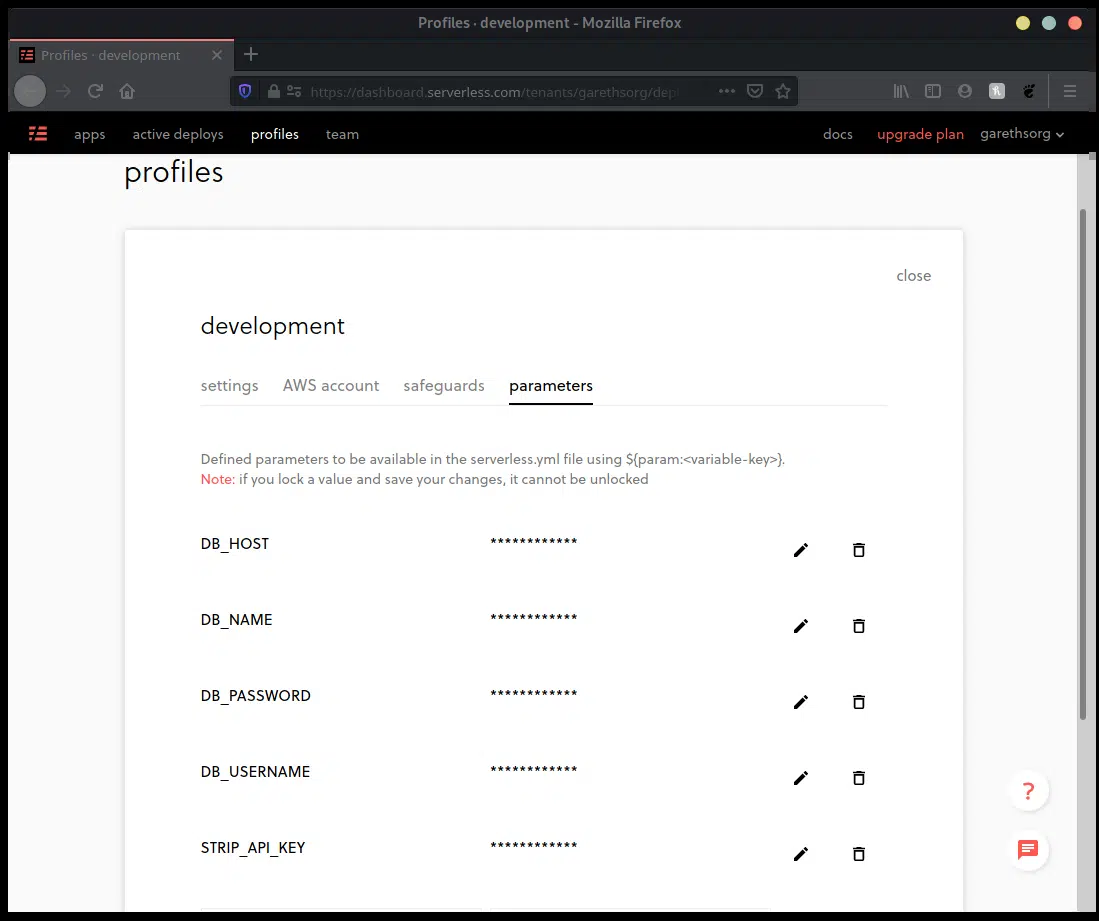 Profiles · development - Mozilla Firefox
Profiles · development
https://dashboard.serverless.com/tenants/garethsorg/dep
apps active deploys profiles team docs upgrade plan garethsorg
profiles
close
development
settings AWS account safeguards parameters
Defined parameters to be available in the serverless.yml file using ${param:<variable-key>}.
Note: if you lock a value and save your changes, it cannot be unlocked
DB_HOST ************
DB_NAME ************
DB_PASSWORD ************
DB_USERNAME ************
?
STRIP_API_KEY ************